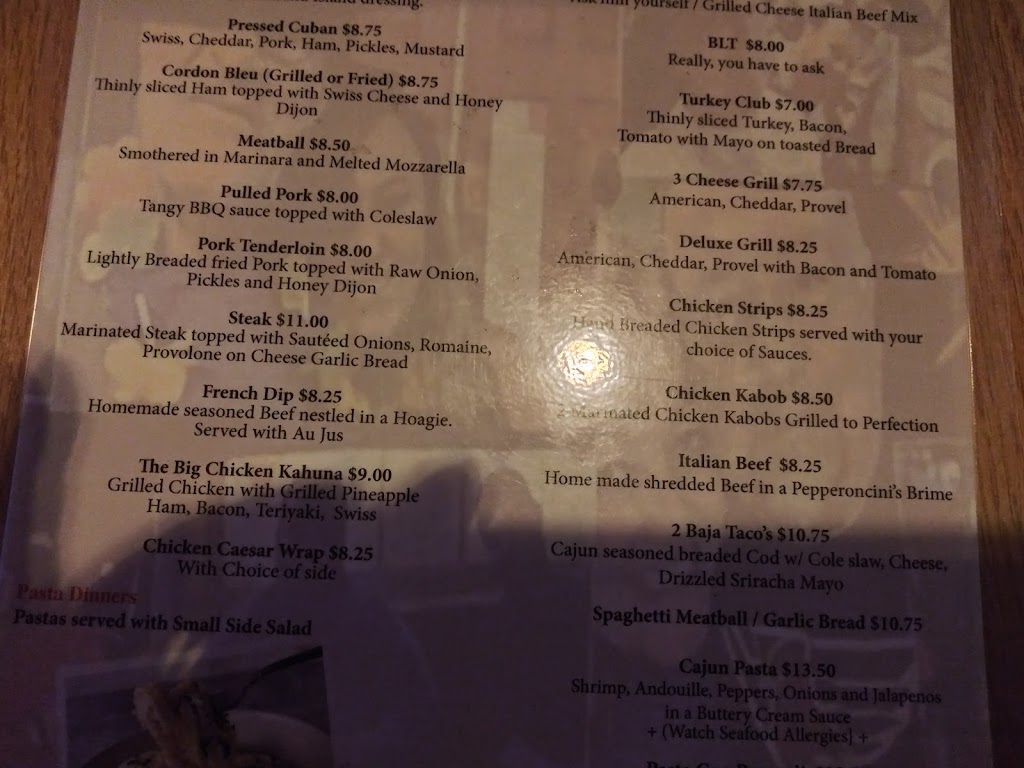 Island dressing.
Pressed Cuban $8.75
Swiss, Cheddar, Pork, Ham, Pickles, Mustard
Cordon Bleu (Grilled or Fried) $8.75
Thinly sliced Ham topped with Swiss Cheese and Honey
Dijon
Meatball $8.50
Smothered in Marinara and Melted Mozzarella
Pulled Pork $8.00
Tangy BBQ sauce topped with Coleslaw
Pork Tenderloin $8.00
Lightly Breaded fried Pork topped with Raw Onion,
Pickles and Honey Dijon
Steak $11.00
Marinated Steak topped with Sautéed Onions, Romaine,
Provolone on Cheese Garlic Bread
French Dip $8.25
Homemade seasoned Beef nestled in a Hoagie.
Served with Au Jus
The Big Chicken Kahuna $9.00
Grilled Chicken with Grilled Pineapple
Ham, Bacon, Teriyaki, Swiss
Chicken Caesar Wrap $8.25
With Choice of side
Pasta Dinners
Pastas served with Small Side Salad
yourself / Grilled Cheese Italian Beef Mix
BLT $8.00
Really, you have to ask
Turkey Club $7.00
Thinly sliced Turkey, Bacon,
Tomato with Mayo on toasted Bread
3 Cheese Grill $7.75
American, Cheddar, Provel
Deluxe Grill $8.25
American, Cheddar, Provel with Bacon and Tomato
Chicken Strips $8.25
Hand Breaded Chicken Strips served with your
choice of Sauces.
Chicken Kabob $8.50
2 Marinated Chicken Kabobs Grilled to Perfection
Italian Beef $8.25
Home made shredded Beef in a Pepperoncini's Brime
2 Baja Taco's $10.75
Cajun seasoned breaded Cod w/ Cole slaw, Cheese,
Drizzled Sriracha Mayo
Spaghetti Meatball / Garlic Bread $10.75
Cajun Pasta $13.50
Shrimp, Andouille, Peppers, Onions and Jalapenos
in a Buttery Cream Sauce
+ (Watch Seafood Allergies} +